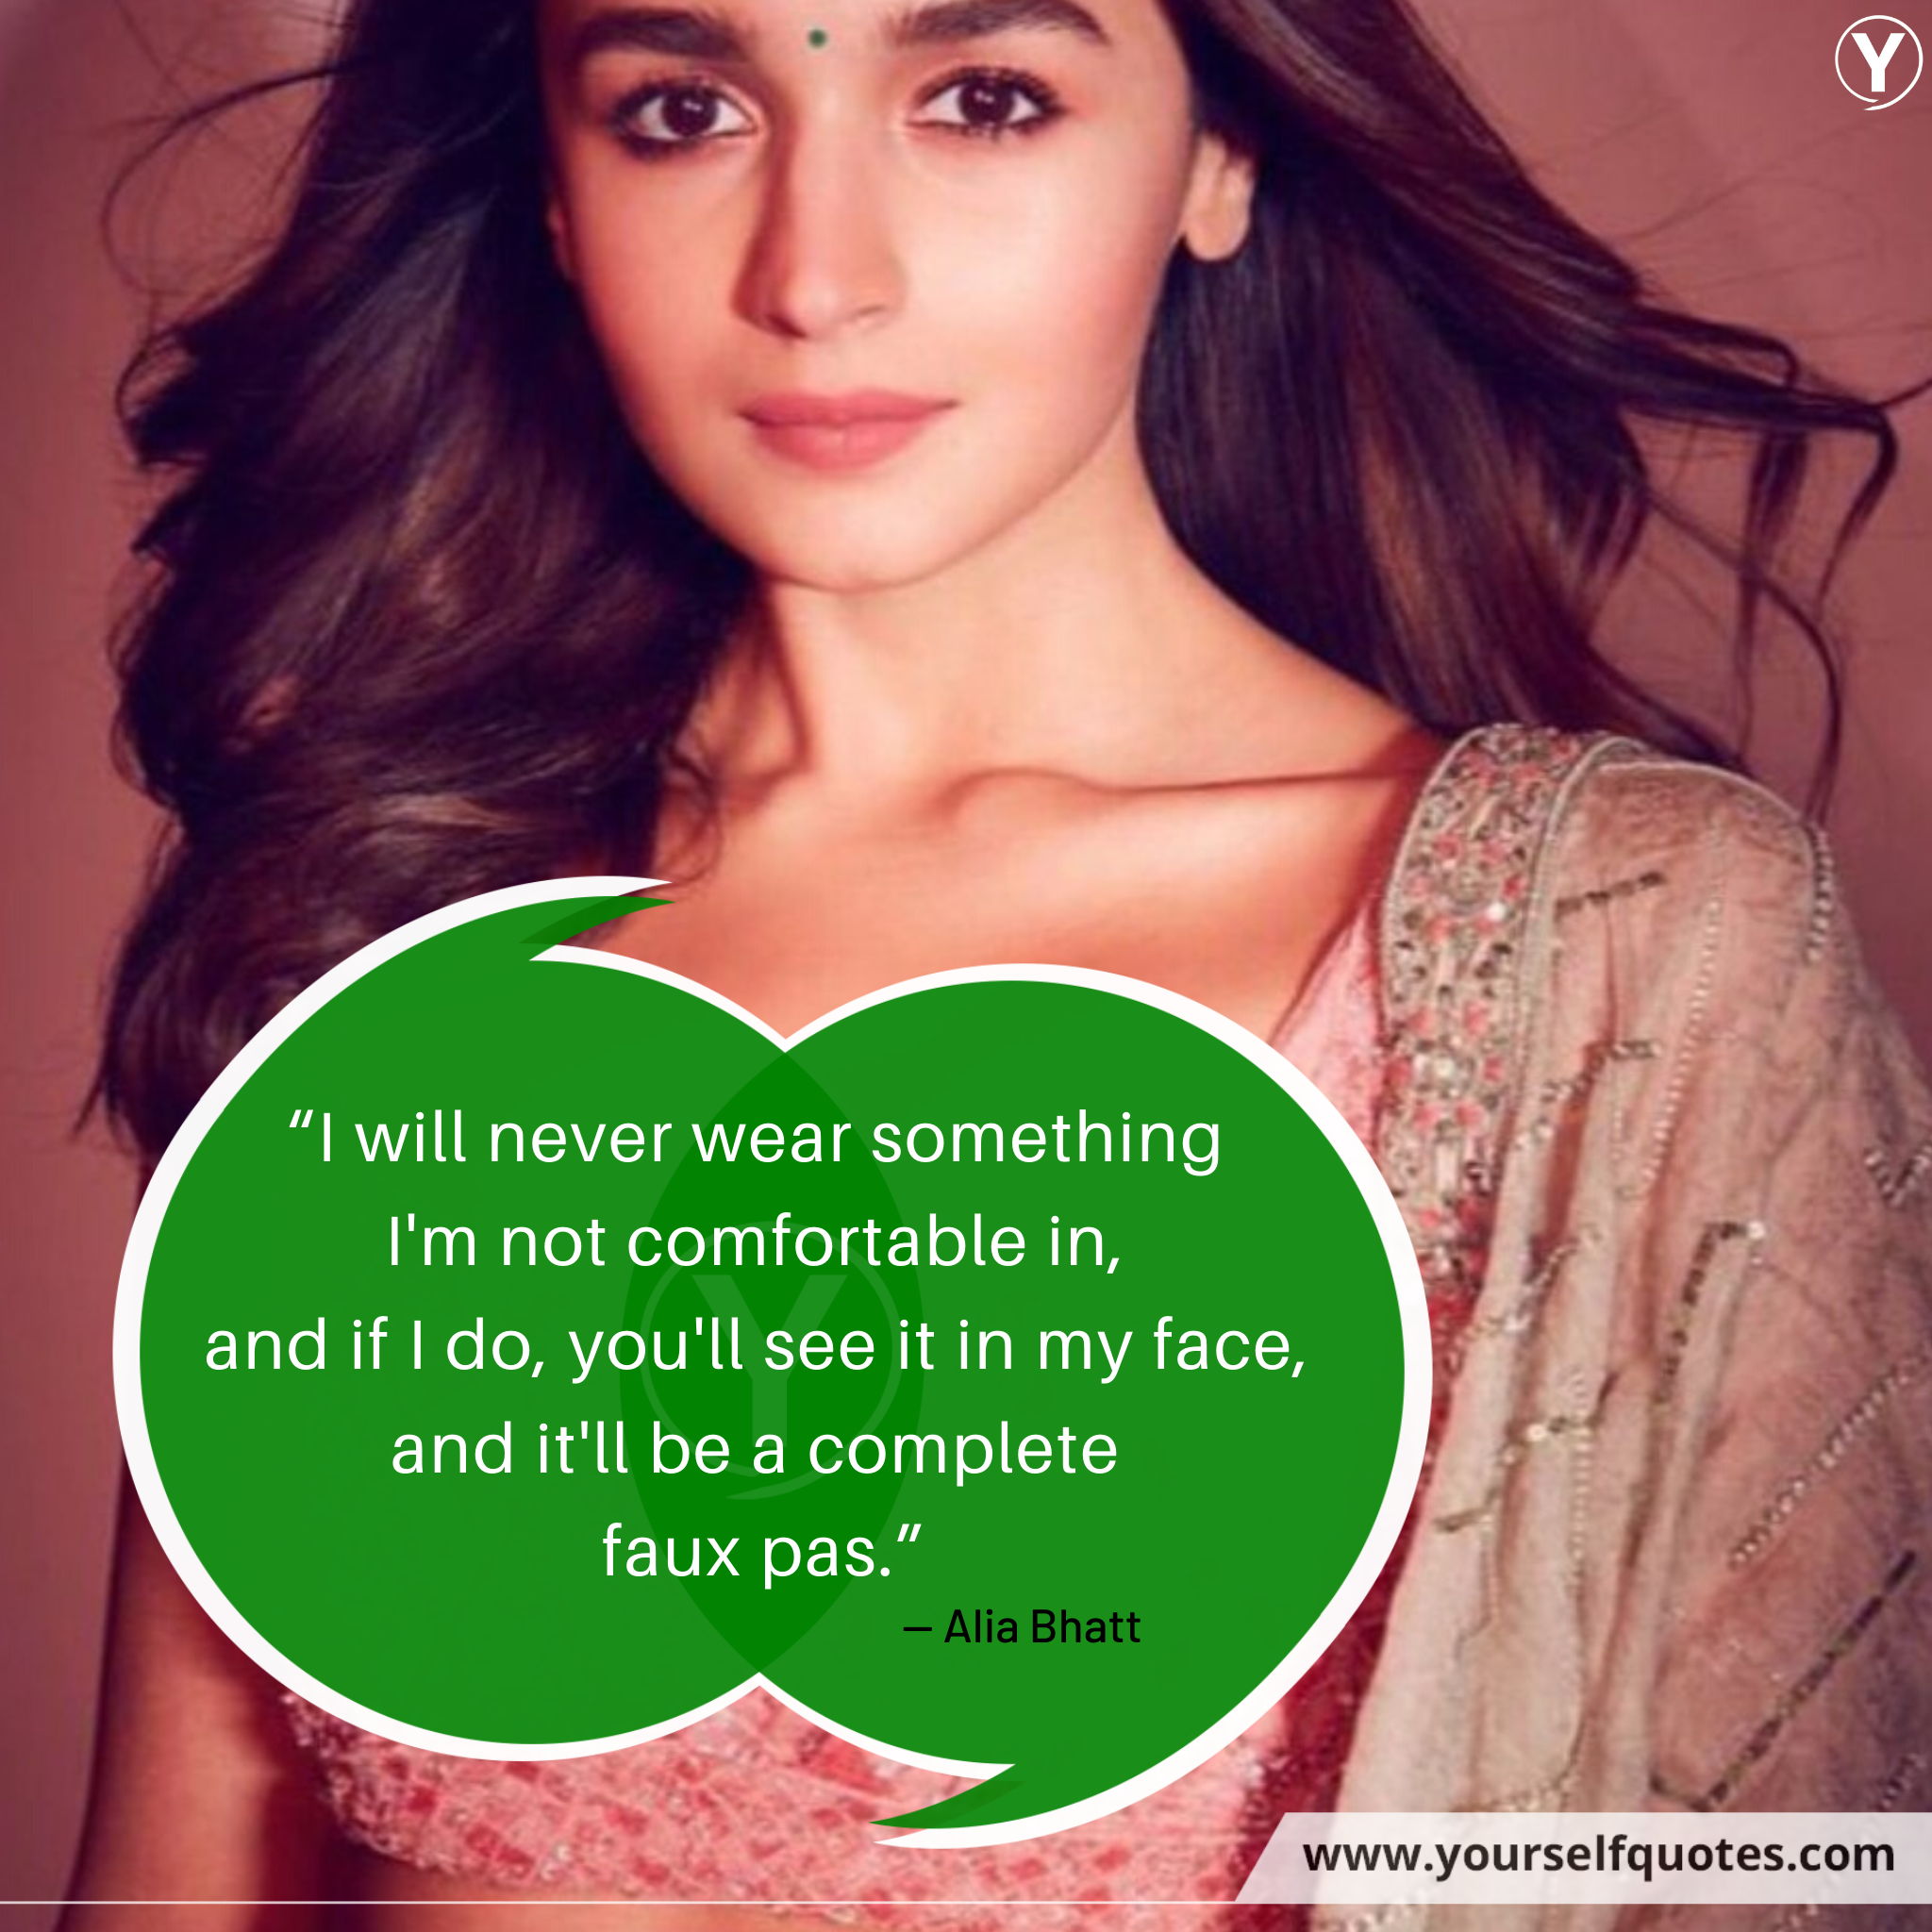 Y
“I will never wear something
I'm not comfortable in,
and if I do, you'll see it in my face,
and it'll be a complete
faux pas.”
– Alia Bhatt
www.yourselfquotes.com